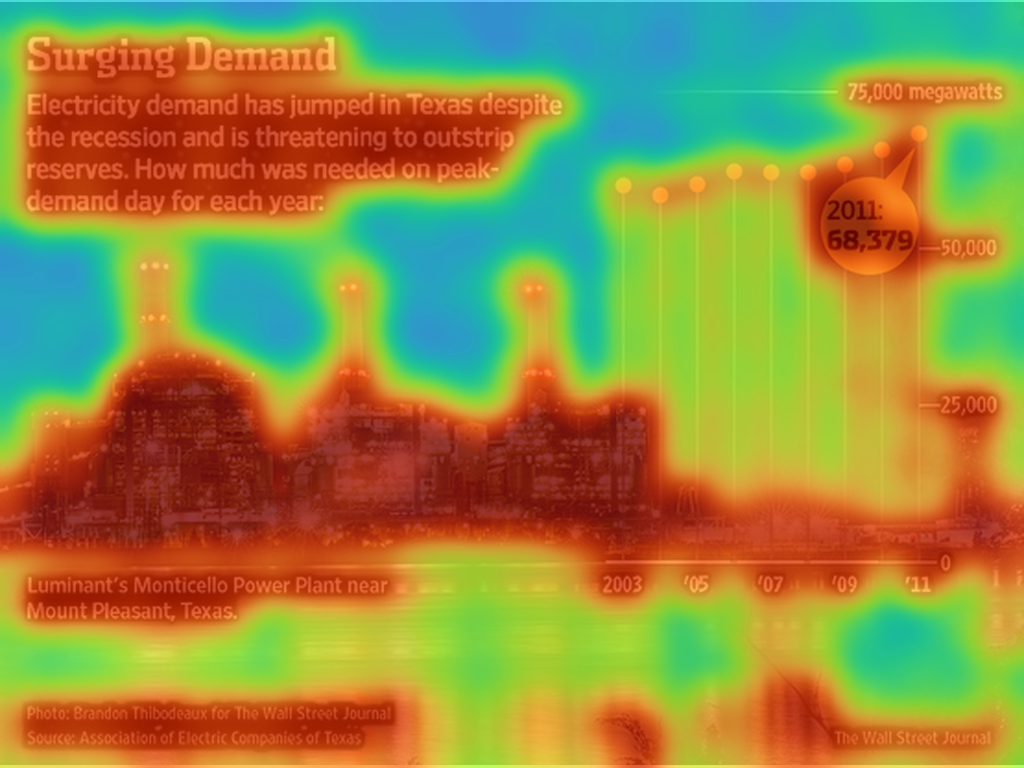 Surging Demand
Electricity demand has jumped in Texas despite
the recession and is threatening to outstrip
reserves. How much was needed on peak-
demand day for each year:
75,000 megawatts
2011:
68,379
50,000
25,000
0
2003 '05 '07 '09 '11
Luminant's Monticello Power Plant near
Mount Pleasant, Texas.
Photo: Brandon Thibodeaux for The Wall Street Journal
Source: Association of Electric Companies of Texas
The Wall Street Journal